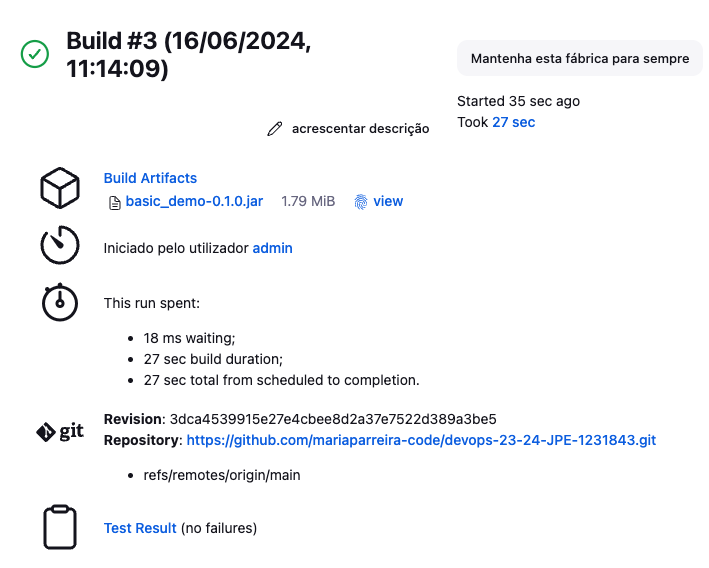 Build #3 (16/06/2024, 11:14:09)
Mantenha esta fábrica para sempre
Started 35 sec ago
Took 27 sec
acrescentar descrição
Build Artifacts
basic_demo-0.1.0.jar 1.79 MiB view
Iniciado pelo utilizador admin
This run spent:
18 ms waiting;
27 sec build duration;
27 sec total from scheduled to completion.
git
Revision: 3dca4539915e27e4cbee8d2a37e7522d389a3be5
Repository: https://github.com/mariaparreira-code/devops-23-24-JPE-1231843.git
refs/remotes/origin/main
Test Result (no failures)